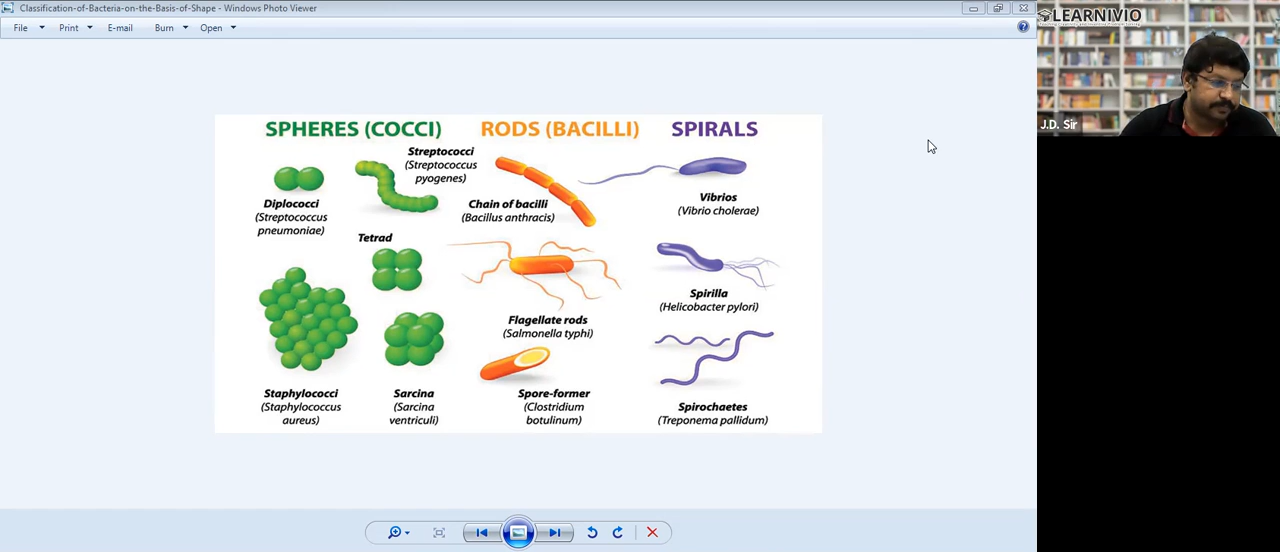 Classification-of-Bacteria-on-the-Basis-of-Shape - Windows Photo Viewer
File
Print
E-mail
Burn
Open
LEARNIVIO
J.D. Sir
SPHERES (COCCI)
RODS (BACILLI)
SPIRALS
Diplococci
(Streptococcus
pneumoniae)
Streptococci
(Streptococcus
pyogenes)
Tetrad
Staphylococci
(Staphylococcus
aureus)
Sarcina
(Sarcina
ventriculi)
Chain of bacilli
(Bacillus anthracis)
Flagellate rods
(Salmonella typhi)
Spore-former
(Clostridium
botulinum)
Vibrios
(Vibrio cholerae)
Spirilla
(Helicobacter pylori)
Spirochaetes
(Treponema pallidum)